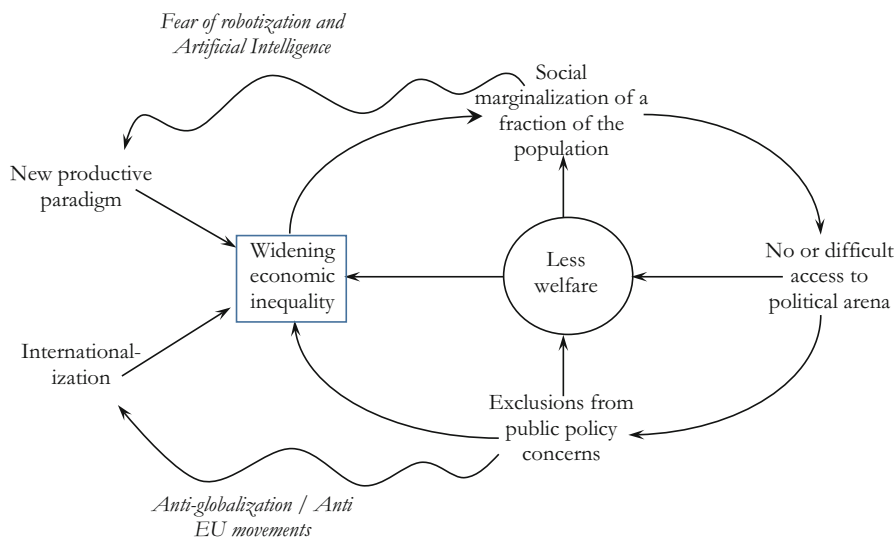 Fear of robotization and
Artificial Intelligence
Social
marginalization of a
fraction of the
population
New productive
paradigm
Widening
economic
inequality
Less
welfare
No or difficult
access to
political arena
International-
ization
Exclusions from
public policy
concerns
Anti-globalization / Anti
EU movements